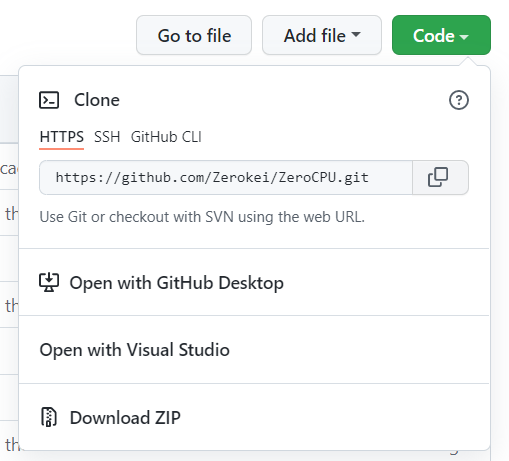 Go to file Add file Code
Clone
HTTPS SSH GitHub CLI
https://github.com/Zerokei/ZeroCPU.git
Use Git or checkout with SVN using the web URL.
Open with GitHub Desktop
Open with Visual Studio
Download ZIP